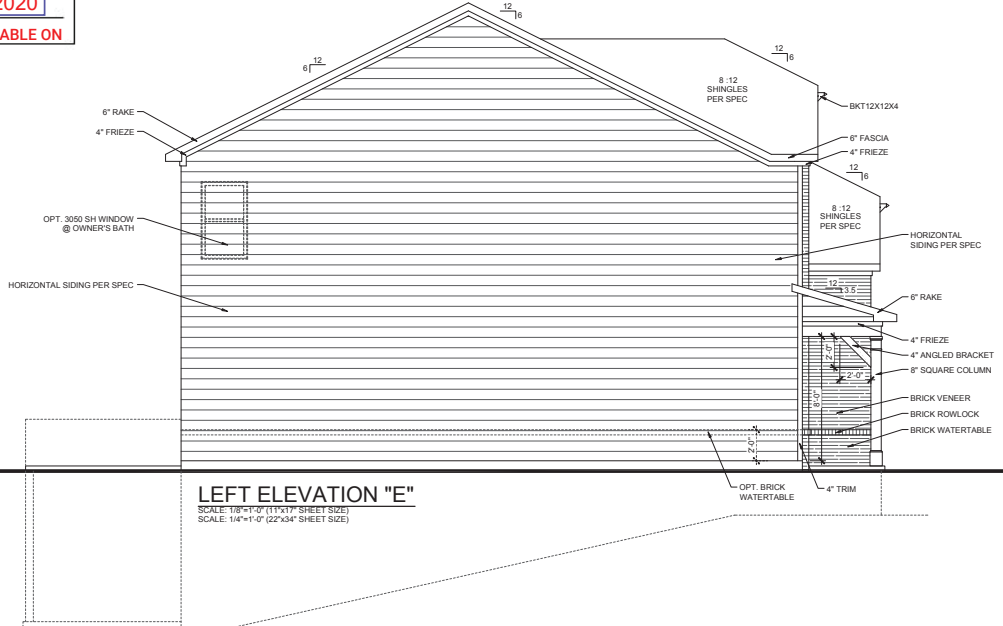 2020
ABLE ON
12
6
12
6
12
6
8 :12
SHINGLES
PER SPEC
BKT12X12X4
6" RAKE
4" FRIEZE
6" FASCIA
4" FRIEZE
12
6
8 :12
SHINGLES
PER SPEC
OPT. 3050 SH WINDOW
@ OWNER'S BATH
HORIZONTAL
SIDING PER SPEC
HORIZONTAL SIDING PER SPEC
12
3.5
6" RAKE
4" FRIEZE
4" ANGLED BRACKET
8" SQUARE COLUMN
2'-0"
2'-0"
8'-0"
BRICK VENEER
BRICK ROWLOCK
BRICK WATERTABLE
2'-0"
OPT. BRICK
WATERTABLE
4" TRIM
LEFT ELEVATION "E"
SCALE: 1/8"=1'-0" (11"x17" SHEET SIZE)
SCALE: 1/4"=1'-0" (22"x34" SHEET SIZE)